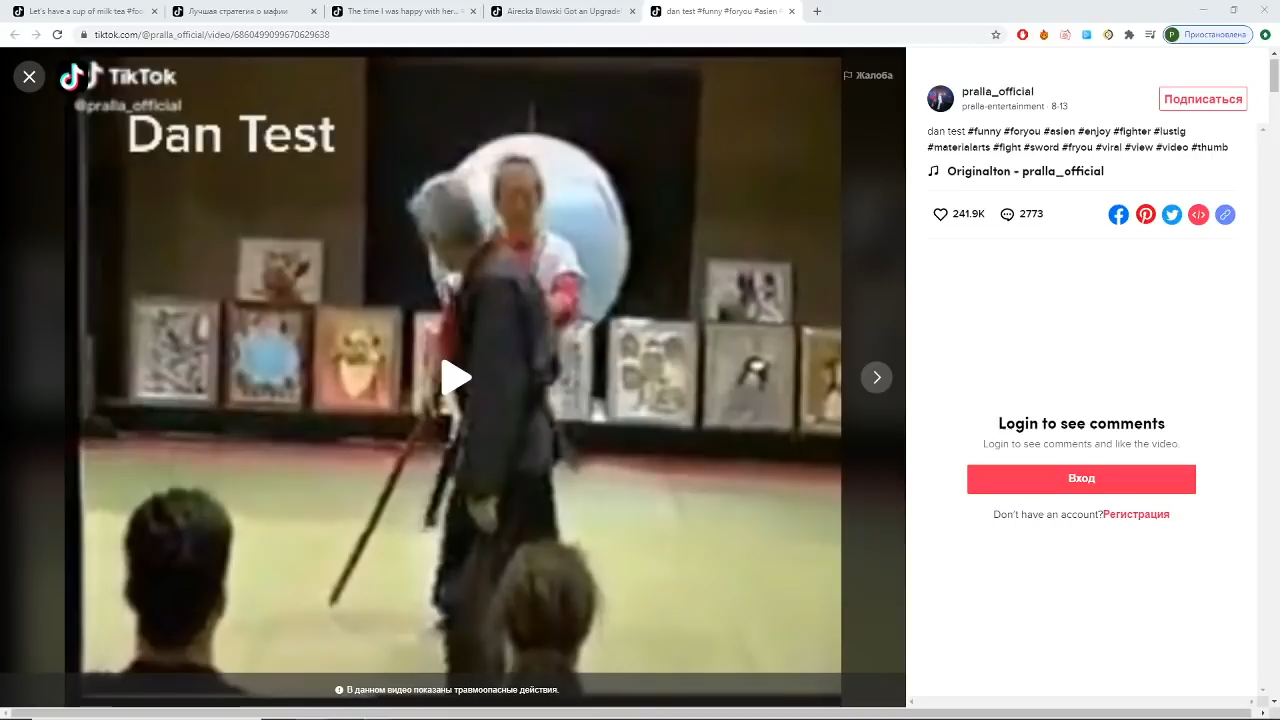 Let's have a cup of milk tea #foo
Лучшая стратегия о мафии
The time I was happy with her..
Airecka Blowski Got an Upgrade!
dan test #funny #foryou #asien #
tiktok.com/@pralla_official/video/6860499099670629638
P Приостановлена
TikTok
@pralla_official
Dan Test
Жалоба
pralla_official
pralla-entertainment · 8-13
Подписаться
dan test #funny #foryou #asien #enjoy #fighter #lustig
#materialarts #fight #sword #fryou #viral #view #video #thumb
Originalton - pralla_official
241.9K 2773
Login to see comments
Login to see comments and like the video.
Вход
Don't have an account?Регистрация
В данном видео показаны травмоопасные действия.